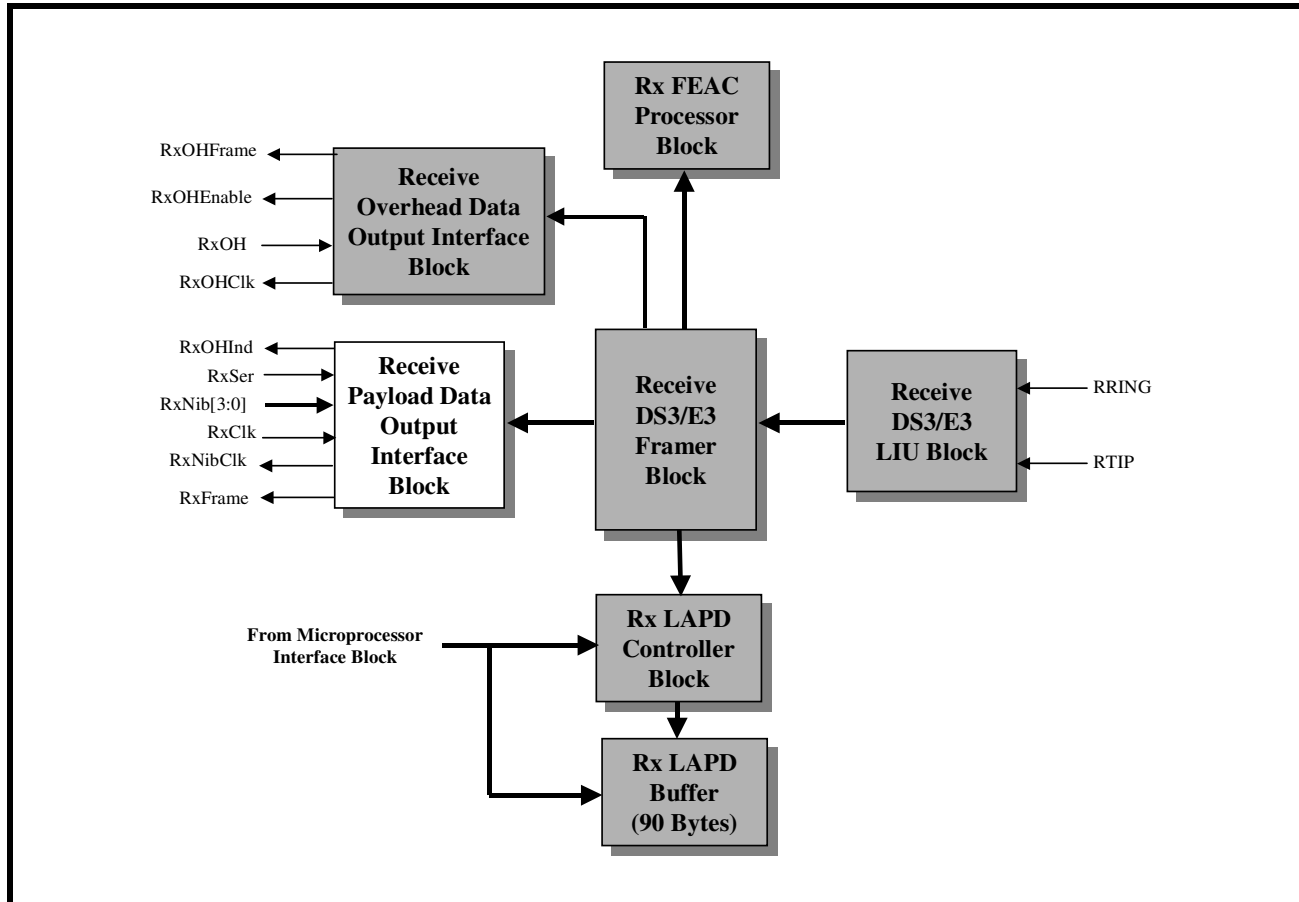 Rx FEAC
Processor
Block
RxOHFrame
RxOHEnable
RxOH
RxOHClk
Receive
Overhead Data
Output Interface
Block
RxOHInd
RxSer
RxNib[3:0]
RxClk
RxNibClk
RxFrame
Receive
Payload Data
Output
Interface
Block
Receive
DS3/E3
Framer
Block
Receive
DS3/E3
LIU Block
RRING
RTIP
From Microprocessor
Interface Block
Rx LAPD
Controller
Block
Rx LAPD
Buffer
(90 Bytes)